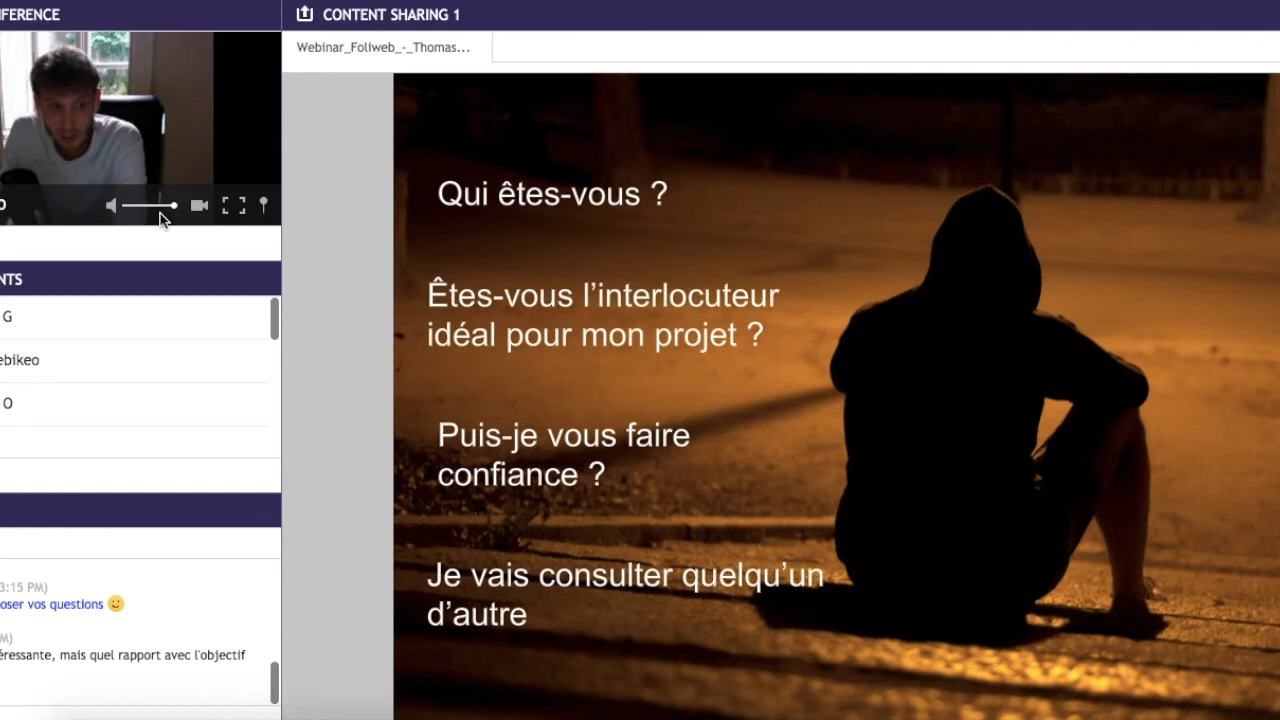 FERENCE
CONTENT SHARING 1
Webinar_Foliweb_-_Thomas...
NTS
G
ebikeo
O
3:15 PM)
oser vos questions
M)
éressante, mais quel rapport avec l'objectif
Qui êtes-vous ?
Êtes-vous l’interlocuteur
idéal pour mon projet ?
Puis-je vous faire
confiance ?
Je vais consulter quelqu’un
d’autre